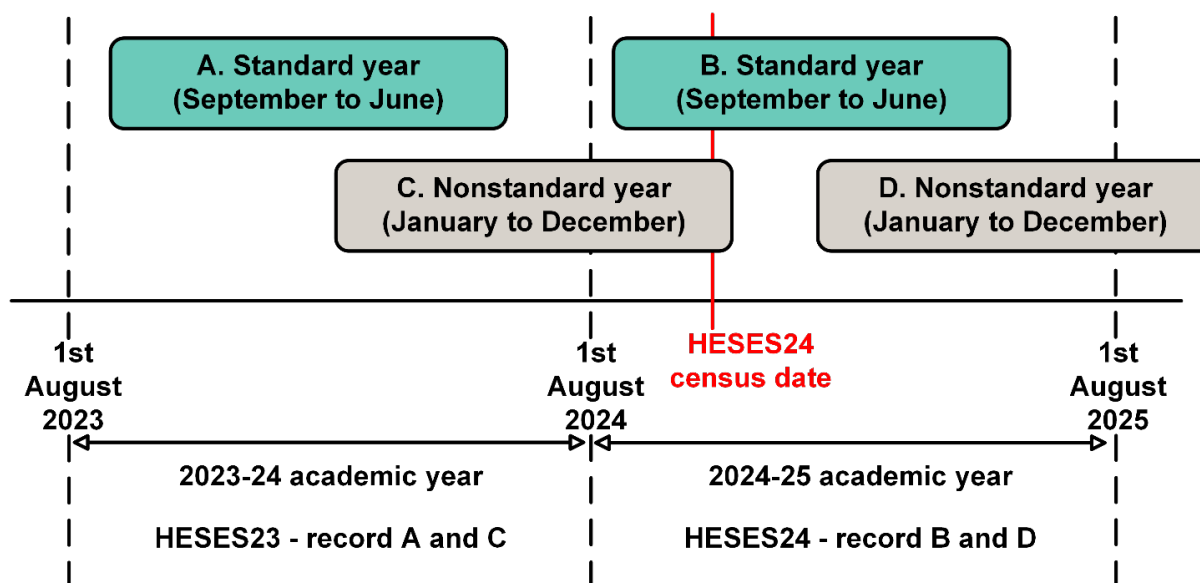 A. Standard year
(September to June)
B. Standard year
(September to June)
C. Nonstandard year
(January to December)
D. Nonstandard year
(January to December)
1st
August
2023
1st
August
2024
HESES24
census date
1st
August
2025
2023-24 academic year
2024-25 academic year
HESES23 - record A and C
HESES24 - record B and D